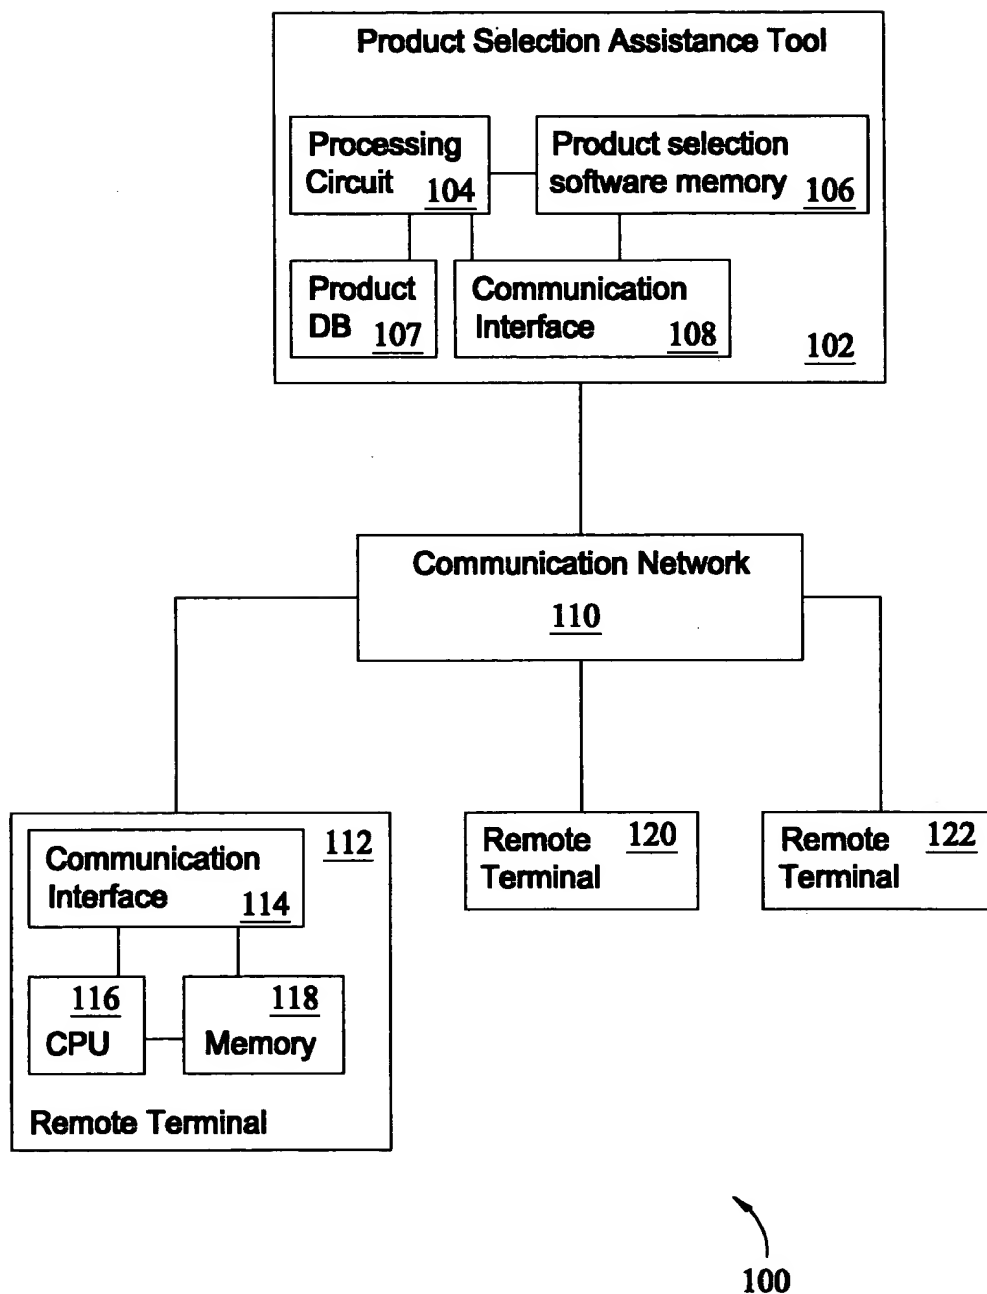 Product Selection Assistance Tool
Processing
Circuit
104
Product selection
software memory
106
Product
DB
107
Communication
Interface
108
102
Communication Network
110
112
Communication
Interface
114
116
CPU
118
Memory
Remote Terminal
Remote
Terminal
120
Remote
Terminal
122
100